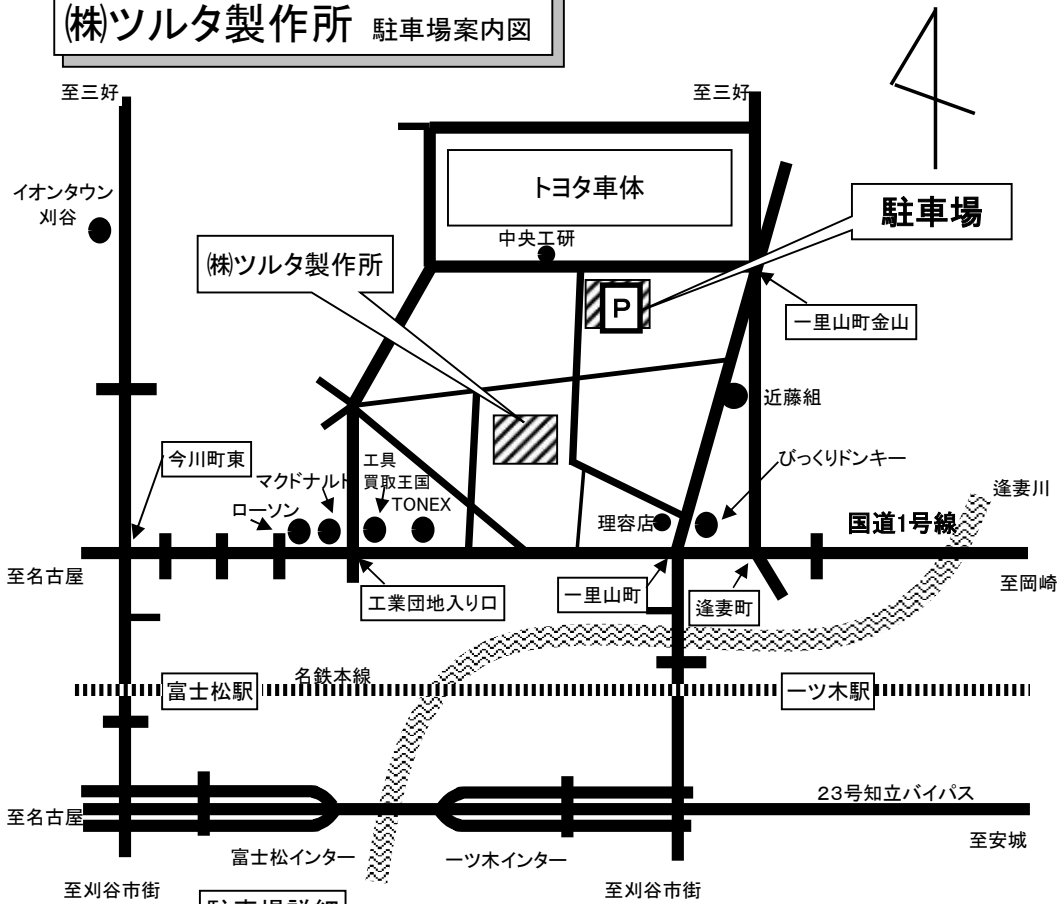 ㈱ツルタ製作所 駐車場案内図
至三好
至三好
イオンタウン
刈谷
トヨタ車体
駐車場
中央工研
㈱ツルタ製作所
P
一里山町金山
近藤組
今川町東
工具
買取王国
マクドナルド
びっくりドンキー
ローソン
TONEX
理容店
逢妻川
国道1号線
至名古屋
至岡崎
工業団地入り口
一里山町
逢妻町
名鉄本線
富士松駅
一ツ木駅
23号知立バイパス
至名古屋
至安城
富士松インター
一ツ木インター
至刈谷市街
至刈谷市街
駐車場詳細